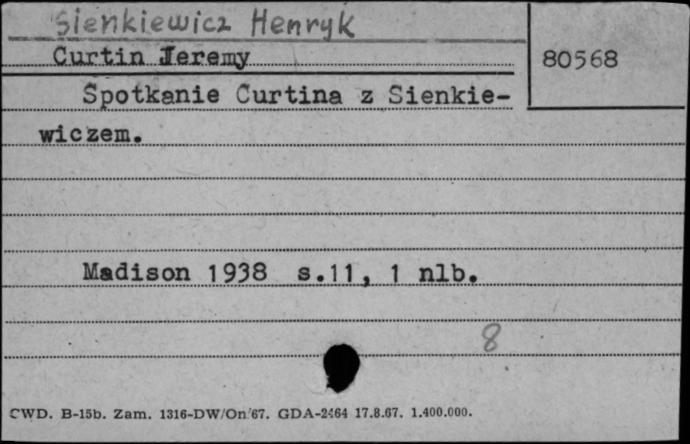 Sienkiewicz Henryk
Curtin Jeremy
80568
Spotkanie Curtina z Sienkie-
wiczem.
Madison 1938 s.11, 1 nlb.
8
CWD. B-15b. Zam. 1316-DW/On/67. GDA-2464 17.8.67. 1.400.000.